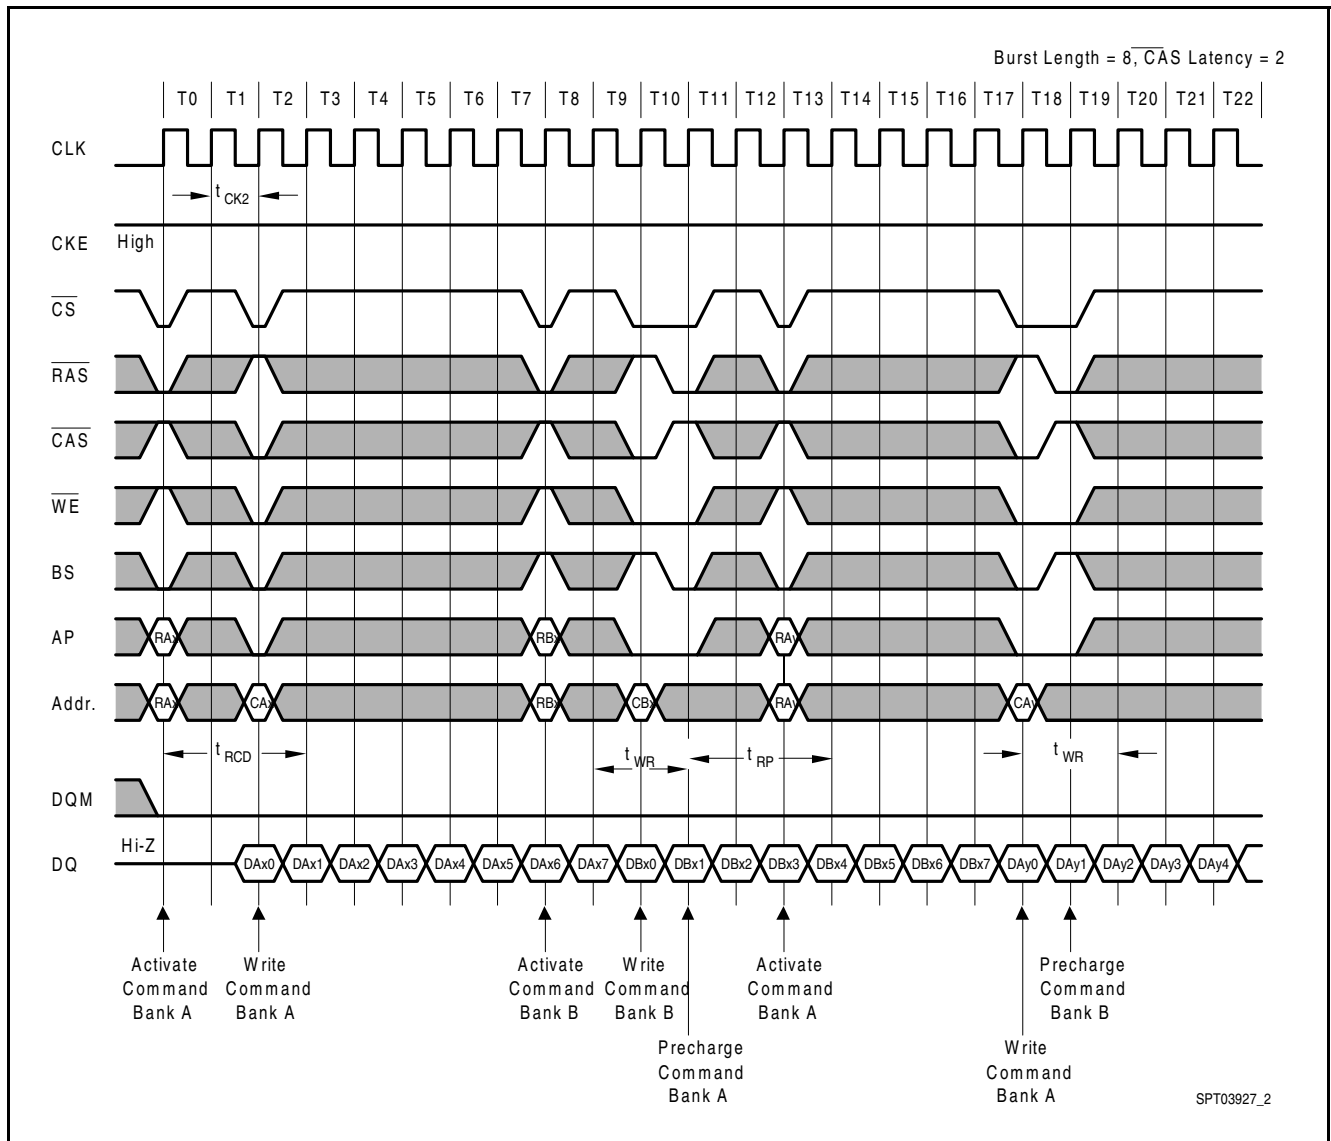 Burst Length = 8, CAS Latency = 2
T0 T1 T2 T3 T4 T5 T6 T7 T8 T9 T10 T11 T12 T13 T14 T15 T16 T17 T18 T19 T20 T21 T22
CLK
t CK2
CKE High
CS
RAS
CAS
WE
BS
AP RAx RBx RAy
Addr. RAx CAx RBx CBx RAy CAy
t RCD t WR t RP t WR
DQM
Hi-Z
DQ DAx0 DAx1 DAx2 DAx3 DAx4 DAx5 DAx6 DAx7 DBx0 DBx1 DBx2 DBx3 DBx4 DBx5 DBx6 DBx7 DAy0 DAy1 DAy2 DAy3 DAy4
Activate Command Bank A
Write Command Bank A
Activate Command Bank B
Write Command Bank B
Precharge Command Bank A
Activate Command Bank A
Write Command Bank A
Precharge Command Bank B
SPT03927_2